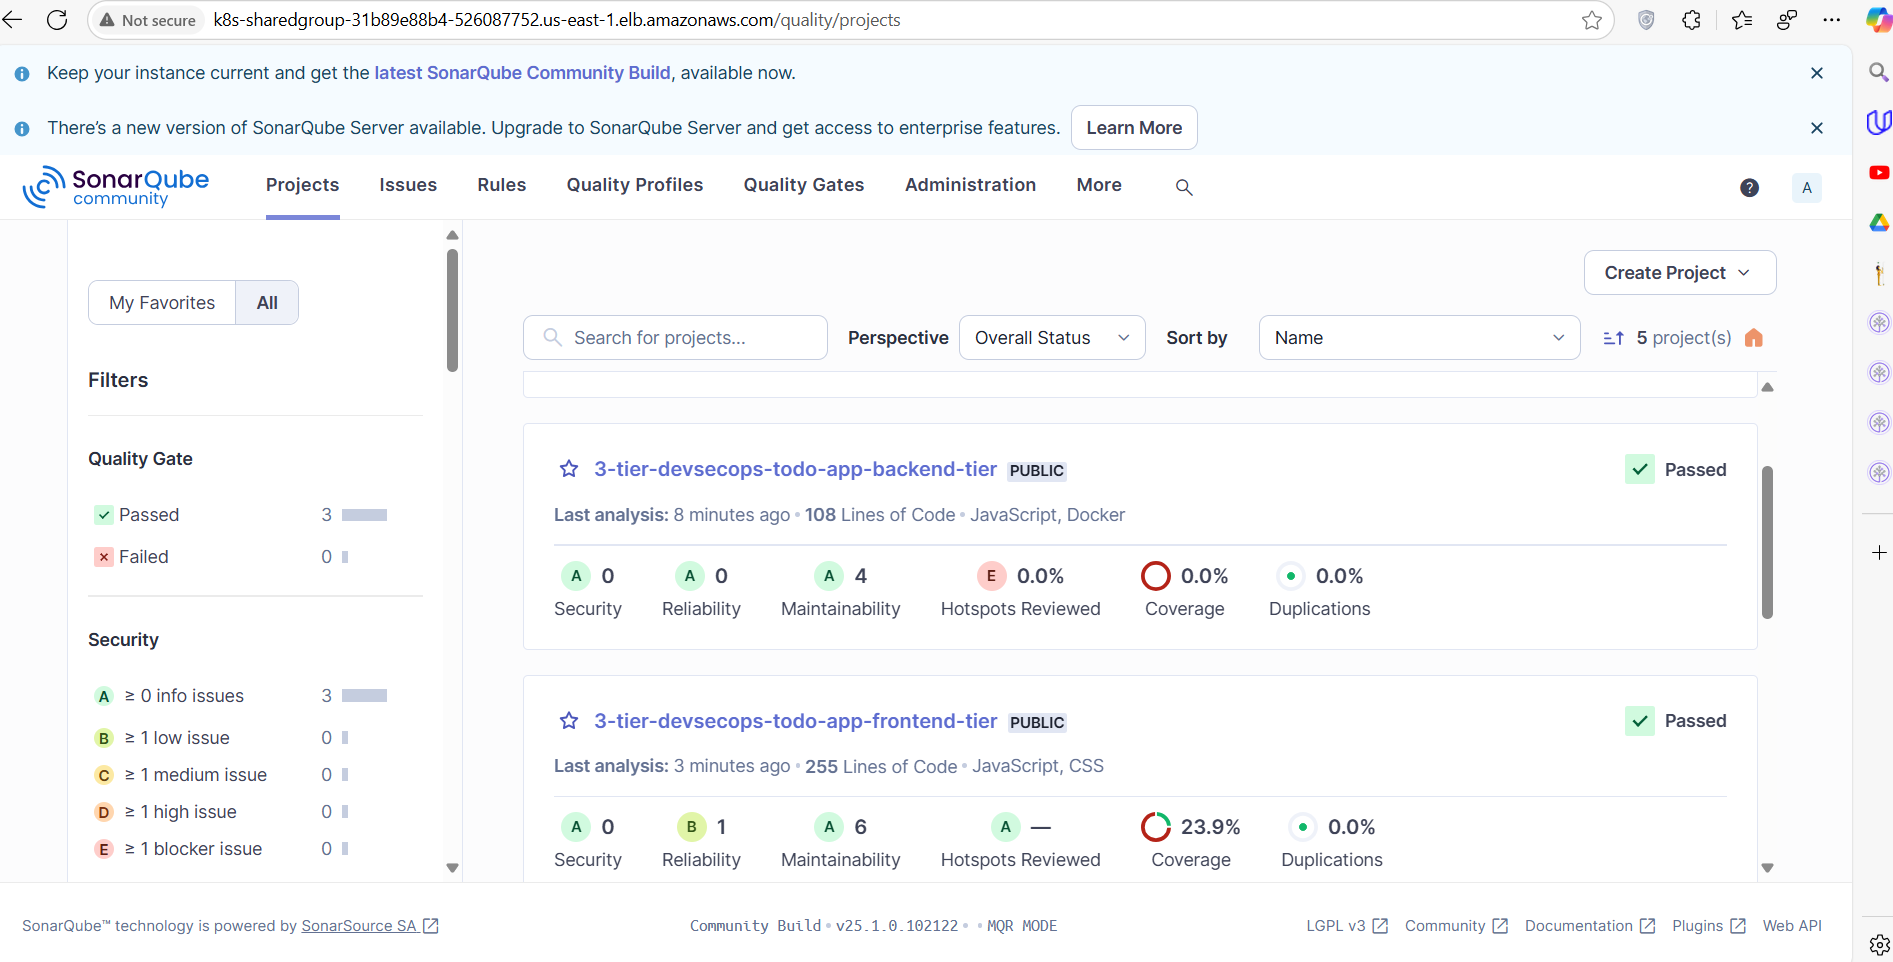 Not secure k8s-sharedgroup-31b89e88b4-526087752.us-east-1.elb.amazonaws.com/quality/projects
Keep your instance current and get the latest SonarQube Community Build, available now.
There’s a new version of SonarQube Server available. Upgrade to SonarQube Server and get access to enterprise features. Learn More
SonarQube community
Projects Issues Rules Quality Profiles Quality Gates Administration More ? A
My Favorites All
Create Project
Search for projects... Perspective Overall Status Sort by Name 5 project(s)
Filters
Quality Gate
Passed 3
Failed 0
Security
A ≥ 0 info issues 3
B ≥ 1 low issue 0
C ≥ 1 medium issue 0
D ≥ 1 high issue 0
E ≥ 1 blocker issue 0
3-tier-devsecops-todo-app-backend-tier PUBLIC Passed
Last analysis: 8 minutes ago • 108 Lines of Code • JavaScript, Docker
A 0 A 0 A 4 E 0.0% 0.0% 0.0%
Security Reliability Maintainability Hotspots Reviewed Coverage Duplications
3-tier-devsecops-todo-app-frontend-tier PUBLIC Passed
Last analysis: 3 minutes ago • 255 Lines of Code • JavaScript, CSS
A 0 B 1 A 6 A — 23.9% 0.0%
Security Reliability Maintainability Hotspots Reviewed Coverage Duplications
SonarQube™ technology is powered by SonarSource SA
Community Build • v25.1.0.102122 • • MQR MODE
LGPL v3 Community Documentation Plugins Web API